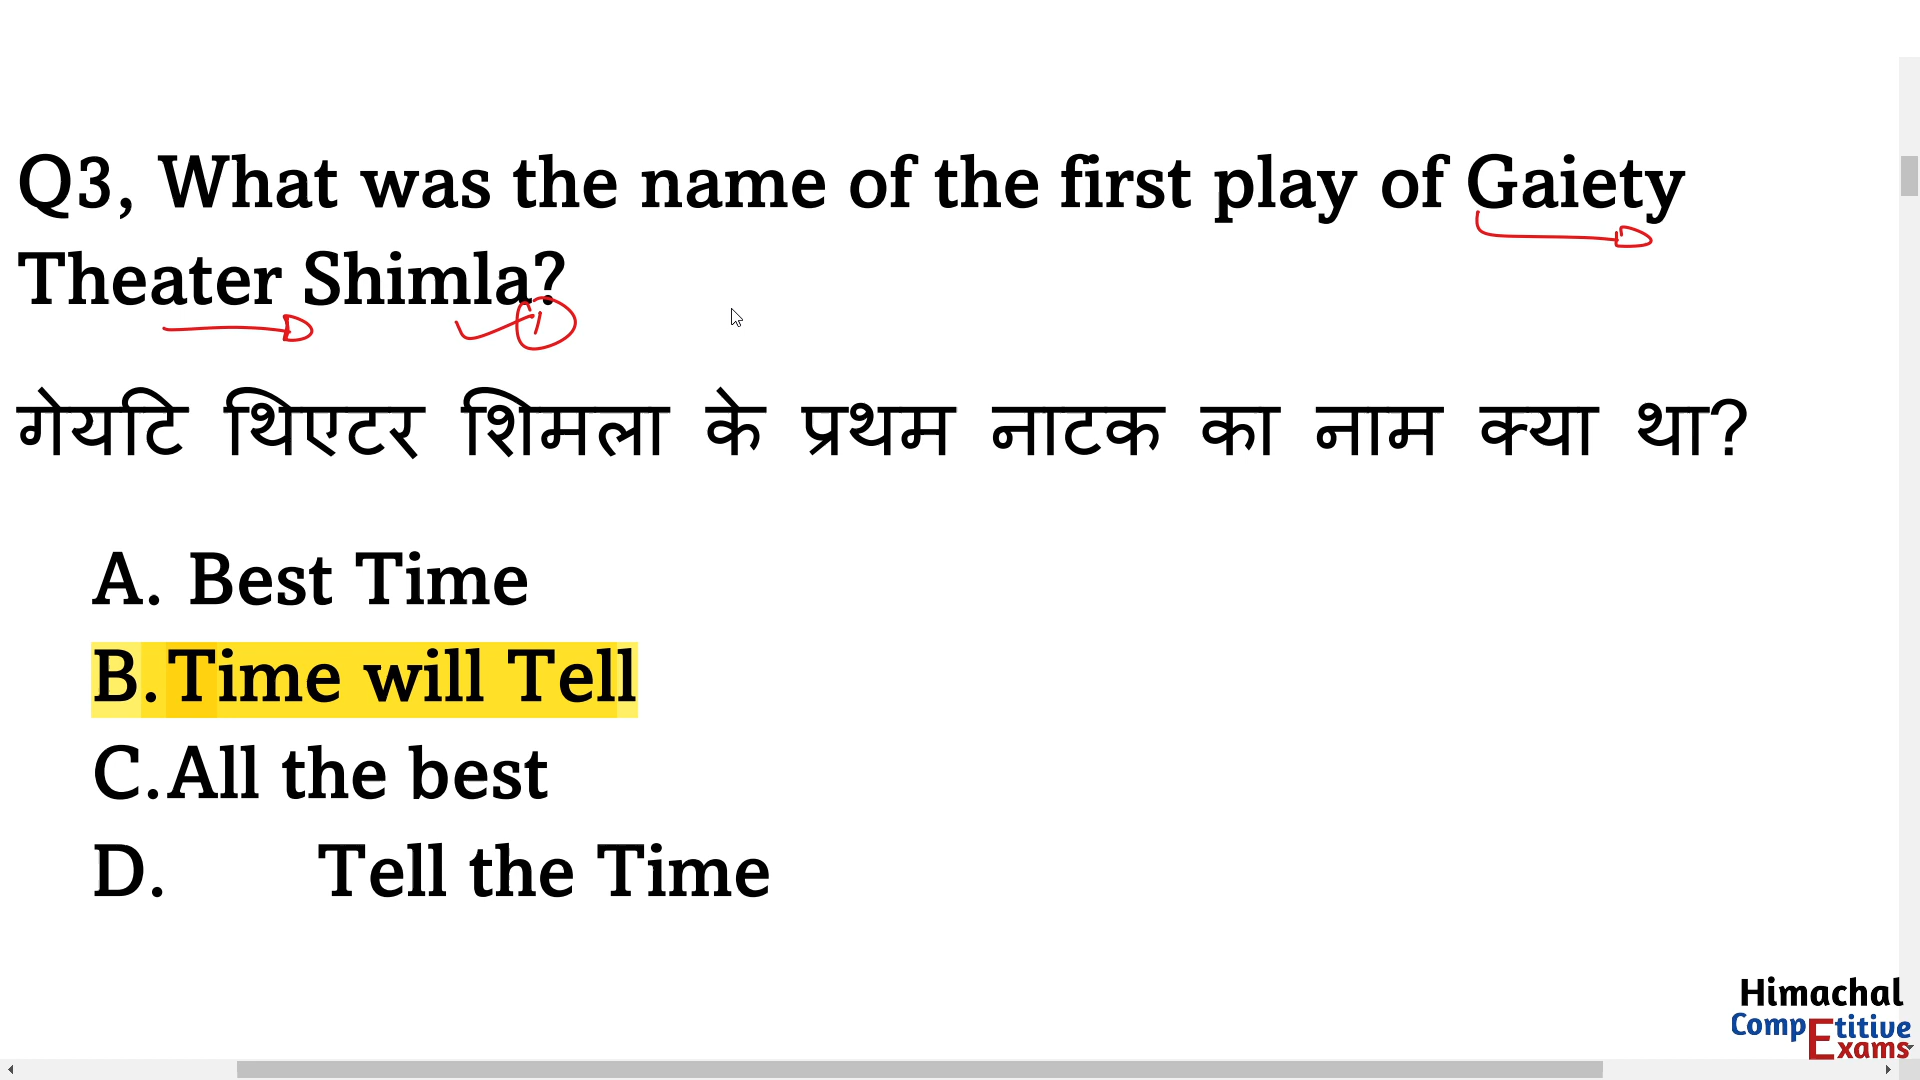 Q3, What was the name of the first play of Gaiety
Theater Shimla?
गेयटि थिएटर शिमला के प्रथम नाटक का नाम क्या था?
A. Best Time
B. Time will Tell
C. All the best
D. Tell the Time
Himachal
CompEtitive
Exams